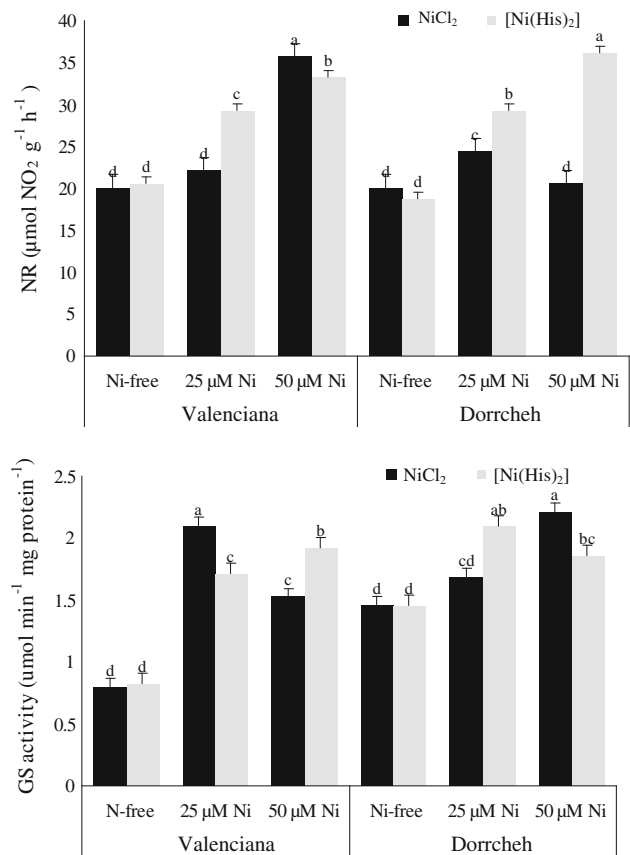 NiCl₂ [Ni(His)₂]
NR (µmol NO₂ g⁻¹ h⁻¹)
40
35
30
25
20
15
10
5
0
d d c d a b d d c b d a
Ni-free 25 µM Ni 50 µM Ni Ni-free 25 µM Ni 50 µM Ni
Valenciana Dorrcheh
NiCl₂ [Ni(His)₂]
GS activity (umol min⁻¹ mg protein⁻¹)
2.5
2
1.5
1
0.5
0
d d a c c b d d cd ab a bc
N-free 25 µM Ni 50 µM Ni Ni-free 25 µM Ni 50 µM Ni
Valenciana Dorrcheh